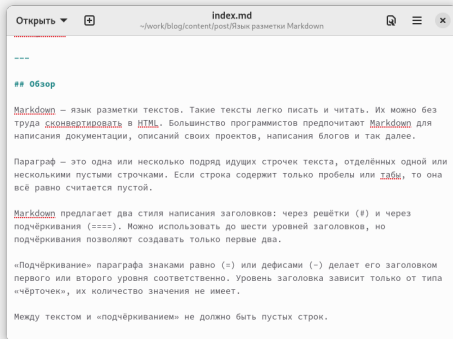 Открыть
index.md
~/work/blog/content/post/Язык разметки Markdown
---
## Обзор
Markdown — язык разметки текстов. Такие тексты легко писать и читать. Их можно без
труда сконвертировать в HTML. Большинство программистов предпочитают Markdown для
написания документации, описаний своих проектов, написания блогов и так далее.
Параграф — это одна или несколько подряд идущих строчек текста, отделённых одной или
несколькими пустыми строчками. Если строка содержит только пробелы или табы, то она
всё равно считается пустой.
Markdown предлагает два стиля написания заголовков: через решётки (#) и через
подчёркивания (====). Можно использовать до шести уровней заголовков, но
подчёркивания позволяют создавать только первые два.
«Подчёркивание» параграфа знаками равно (=) или дефисами (-) делает его заголовком
первого или второго уровня соответственно. Уровень заголовка зависит только от типа
«чёрточек», их количество значения не имеет.
Между текстом и «подчёркиванием» не должно быть пустых строк.